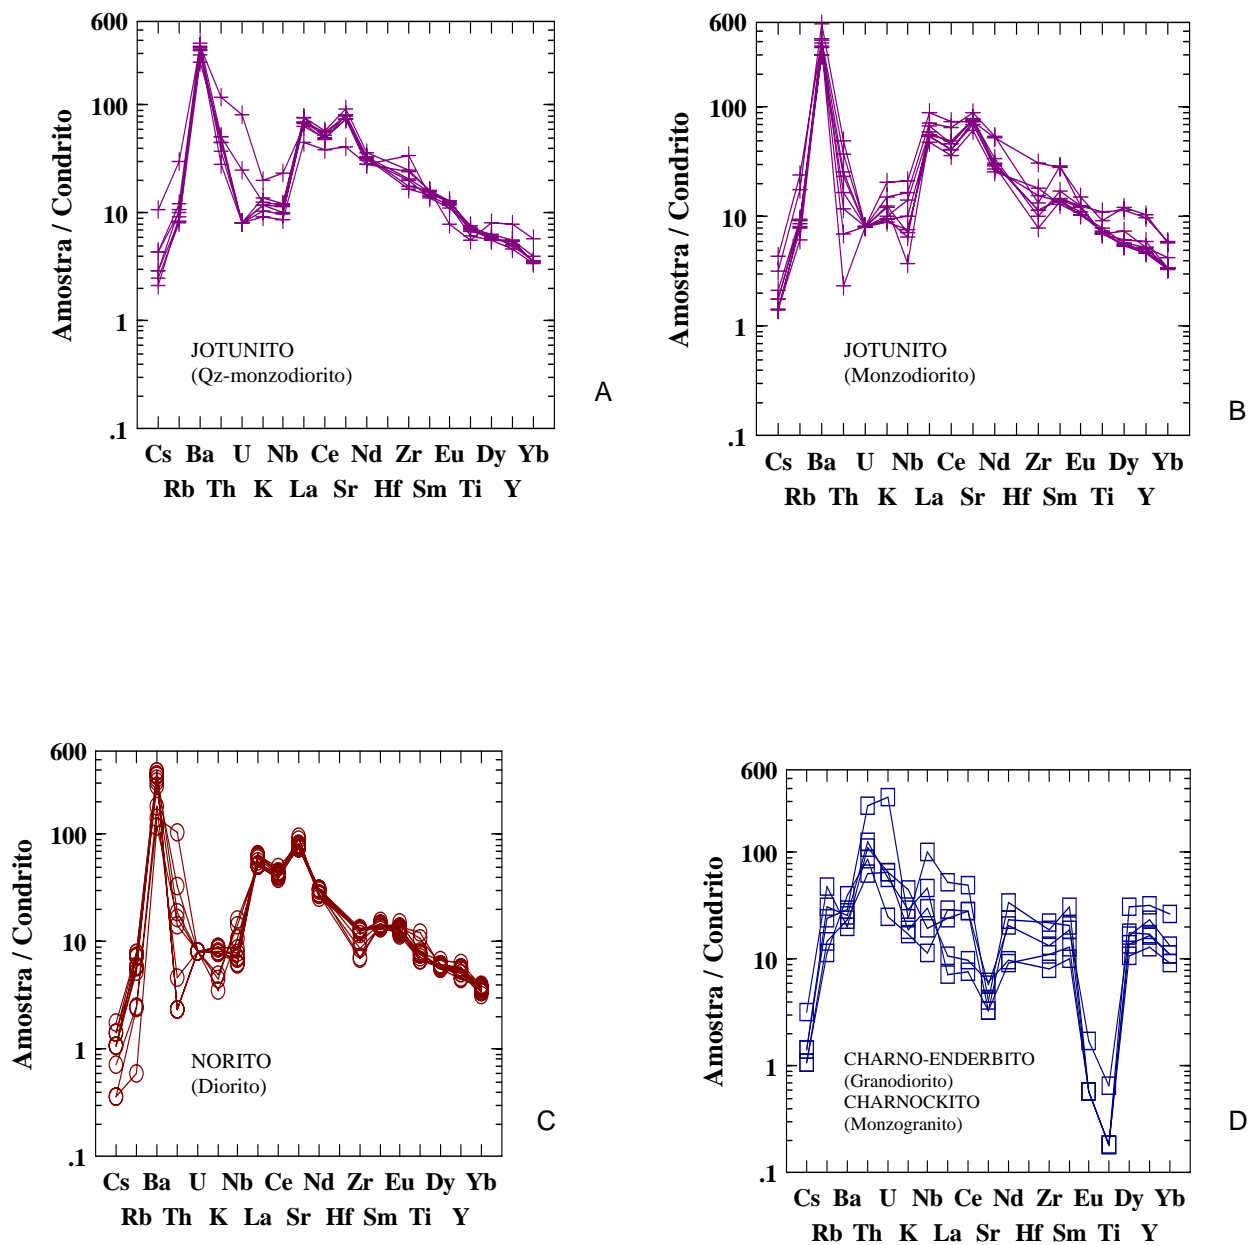 600
100
10
1
.1
Amostra / Condrito
JOTUNITO
(Qz-monzodiorito)
A
Cs Ba U Nb Ce Nd Zr Eu Dy Yb
Rb Th K La Sr Hf Sm Ti Y
600
100
10
1
.1
Amostra / Condrito
JOTUNITO
(Monzodiorito)
B
Cs Ba U Nb Ce Nd Zr Eu Dy Yb
Rb Th K La Sr Hf Sm Ti Y
600
100
10
1
.1
Amostra / Condrito
NORITO
(Diorito)
C
Cs Ba U Nb Ce Nd Zr Eu Dy Yb
Rb Th K La Sr Hf Sm Ti Y
600
100
10
1
.1
Amostra / Condrito
CHARNO-ENDERBITO
(Granodiorito)
CHARNOCKITO
(Monzogranito)
D
Cs Ba U Nb Ce Nd Zr Eu Dy Yb
Rb Th K La Sr Hf Sm Ti Y